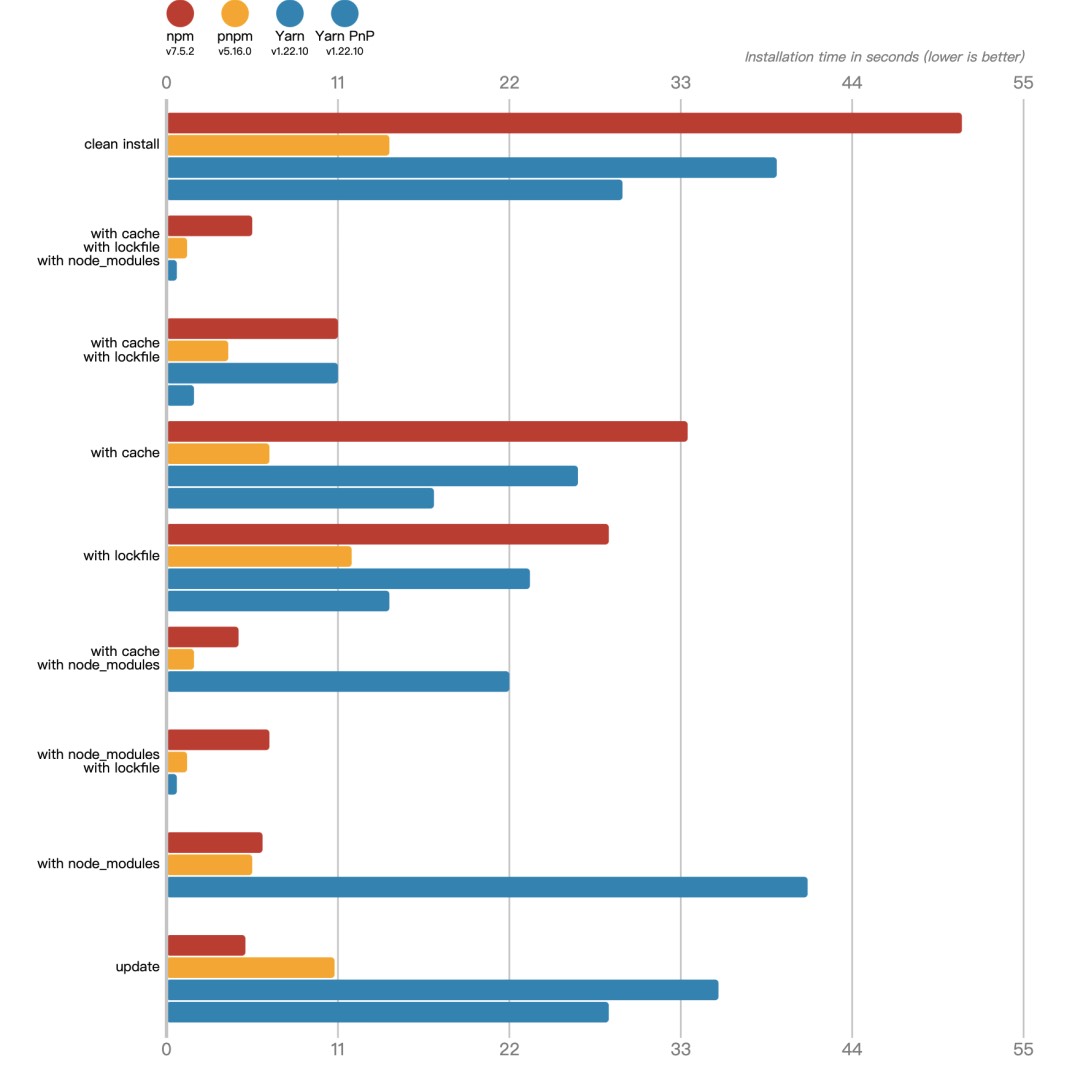 npm pnpm Yarn Yarn PnP
v7.5.2 v5.16.0 v1.22.10 v1.22.10
Installation time in seconds (lower is better)
0 11 22 33 44 55
clean install
with cache
with lockfile
with node_modules
with cache
with lockfile
with cache
with lockfile
with cache
with node_modules
with node_modules
with lockfile
with node_modules
update
0 11 22 33 44 55